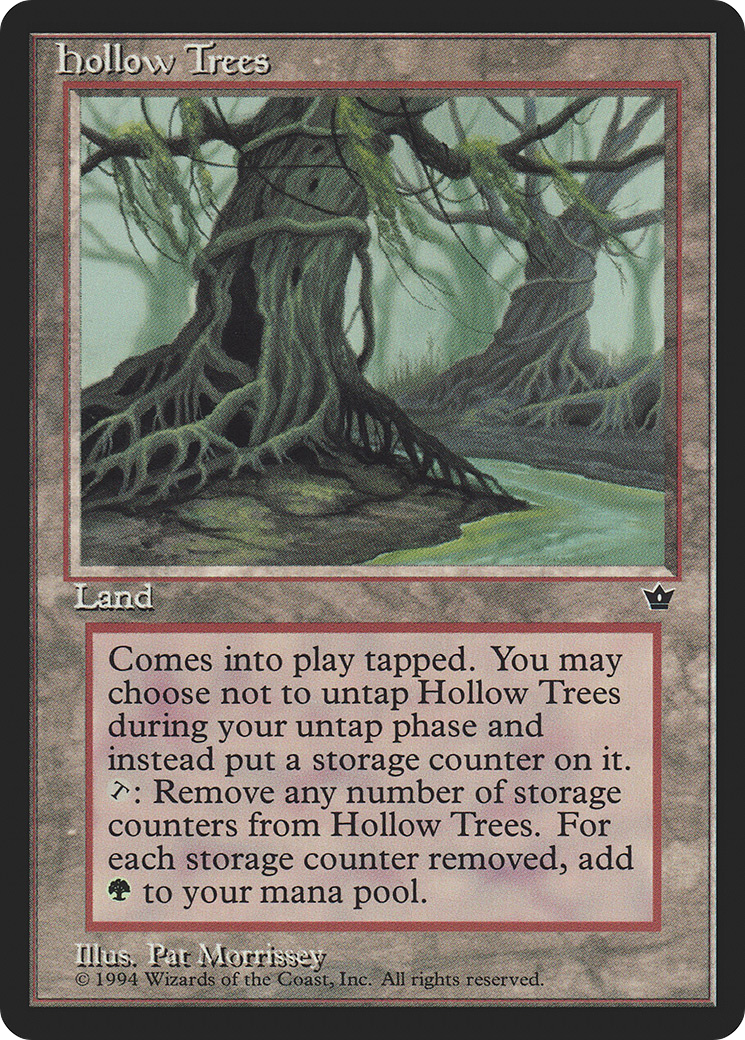 Hollow Trees
Land
Comes into play tapped. You may
choose not to untap Hollow Trees
during your untap phase and
instead put a storage counter on it.
T: Remove any number of storage
counters from Hollow Trees. For
each storage counter removed, add
to your mana pool.
Illus. Pat Morrissey
© 1994 Wizards of the Coast, Inc. All rights reserved.